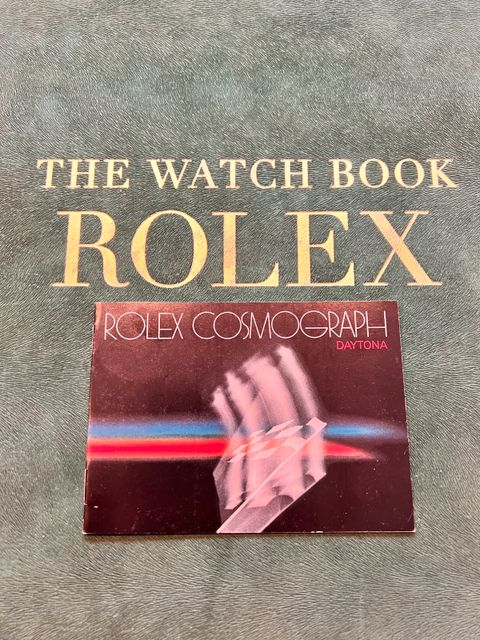 THE WATCH BOOK
ROLEX
ROLEX COSMOGRAPH
DAYTONA